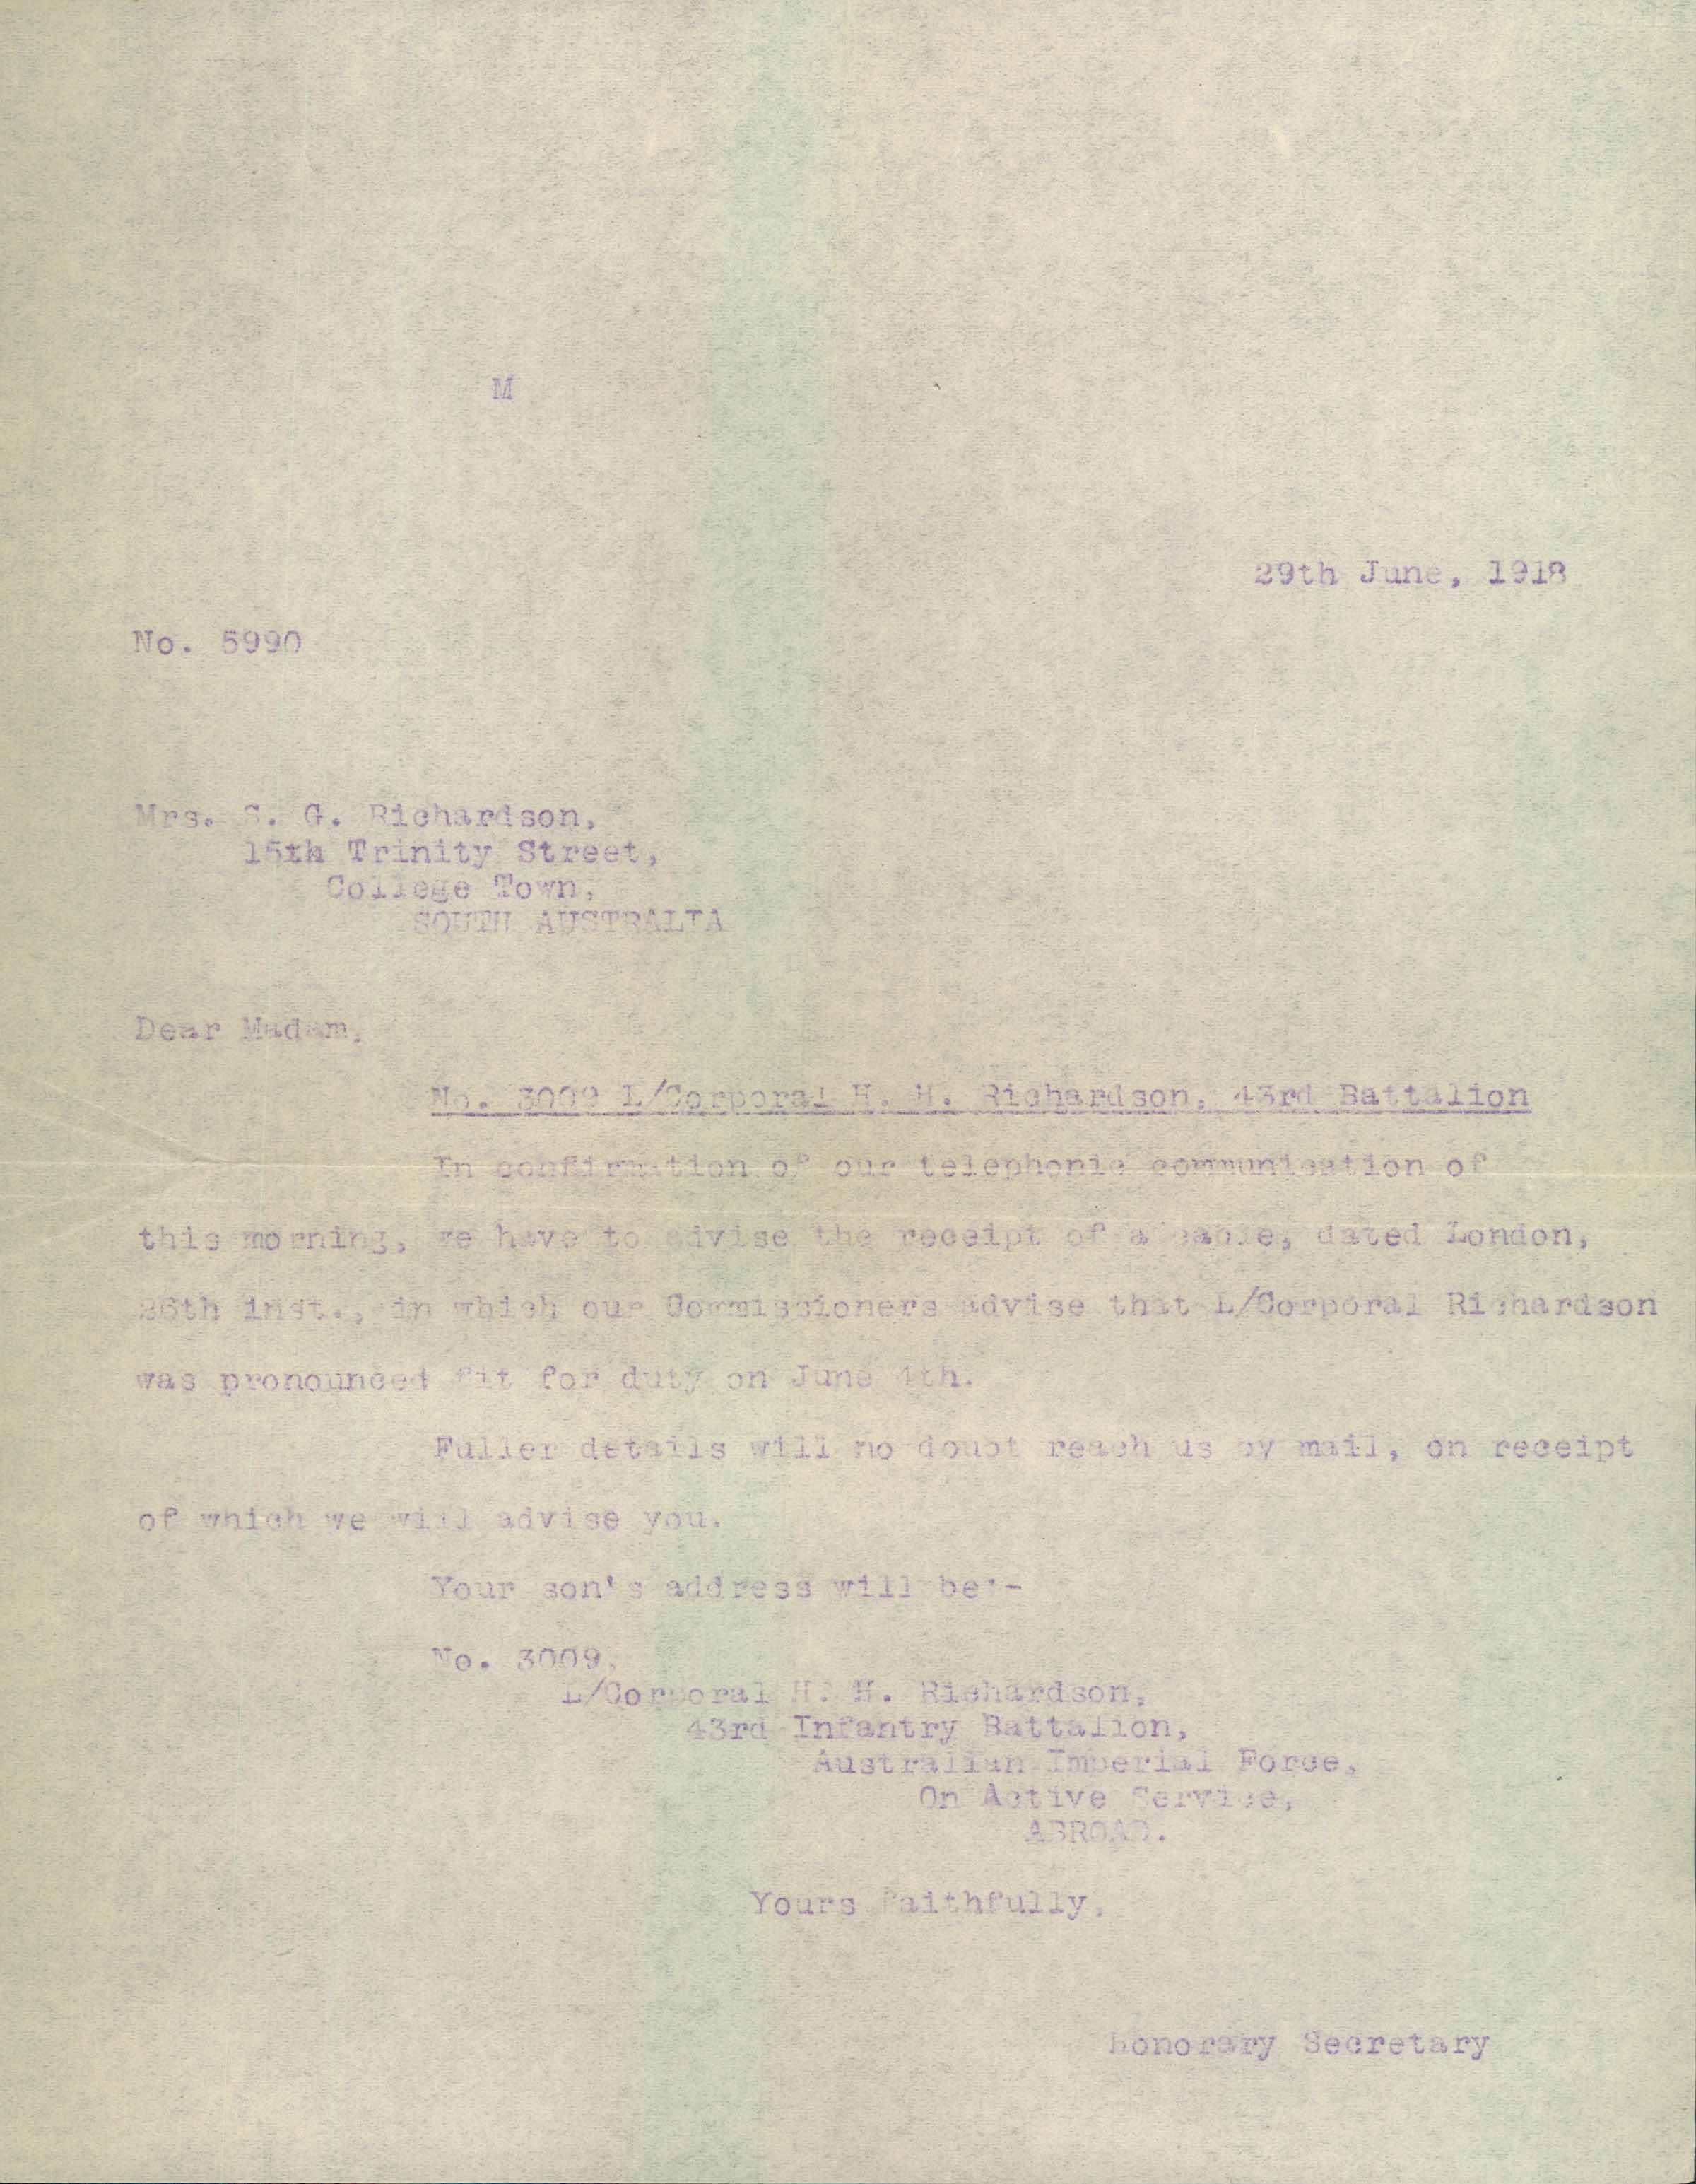 M
29th June, 1918
No. 5990
Mrs. S. G. Richardson,
15th Trinity Street,
College Town,
SOUTH AUSTRALIA
Dear Madam,
No. 3009 L/Corporal H. H. Richardson, 43rd Battalion
In confirmation of our telephonic communication of
this morning, we have to advise the receipt of a cable, dated London,
26th inst., in which our Commissioners advise that L/Corporal Richardson
was pronounced fit for duty on June 4th.
Fuller details will no doubt reach us by mail, on receipt
of which we will advise you.
Your son's address will be:-
No. 3009,
L/Corporal H. H. Richardson,
43rd Infantry Battalion,
Australian Imperial Force,
On Active Service,
ABROAD.
Yours faithfully,
Honorary Secretary